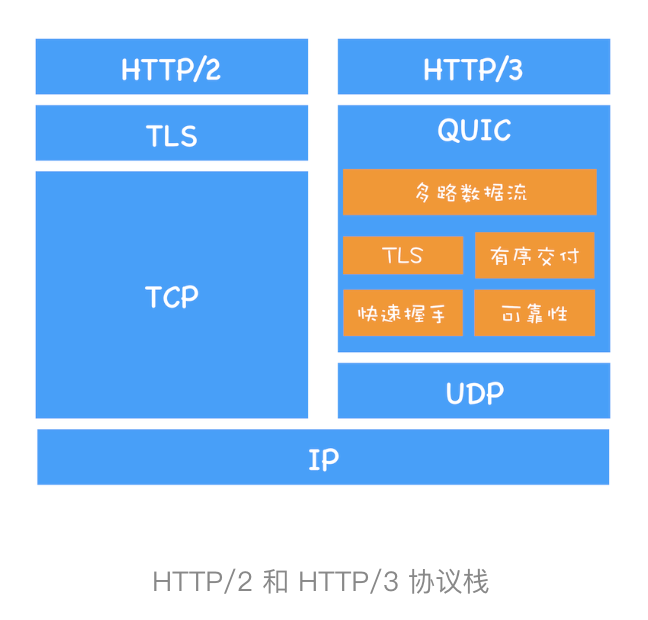 HTTP/2
TLS
TCP
HTTP/3
QUIC
多路数据流
TLS
有序交付
快速握手
可靠性
UDP
IP
HTTP/2 和 HTTP/3 协议栈